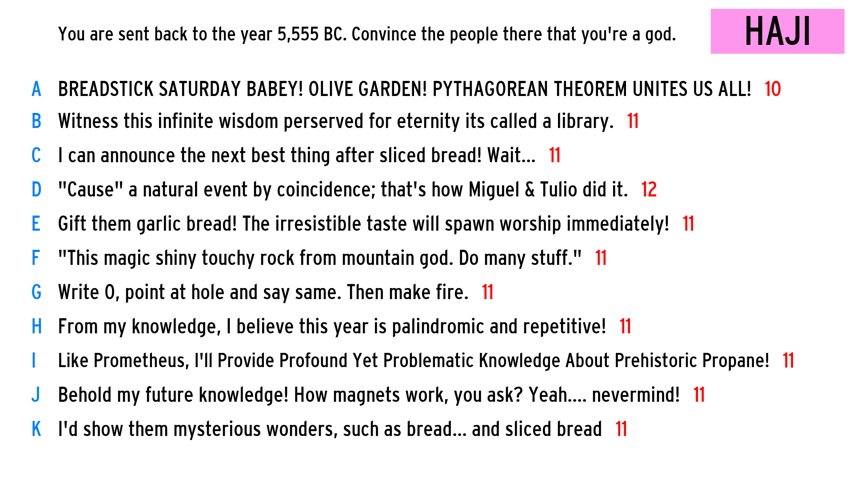 You are sent back to the year 5,555 BC. Convince the people there that you're a god.
HAJI
A BREADSTICK SATURDAY BABEY! OLIVE GARDEN! PYTHAGOREAN THEOREM UNITES US ALL! 10
B Witness this infinite wisdom perserved for eternity its called a library. 11
C I can announce the next best thing after sliced bread! Wait... 11
D "Cause" a natural event by coincidence; that's how Miguel & Tulio did it. 12
E Gift them garlic bread! The irresistible taste will spawn worship immediately! 11
F "This magic shiny touchy rock from mountain god. Do many stuff." 11
G Write 0, point at hole and say same. Then make fire. 11
H From my knowledge, I believe this year is palindromic and repetitive! 11
I Like Prometheus, I'll Provide Profound Yet Problematic Knowledge About Prehistoric Propane! 11
J Behold my future knowledge! How magnets work, you ask? Yeah.... nevermind! 11
K I'd show them mysterious wonders, such as bread... and sliced bread 11